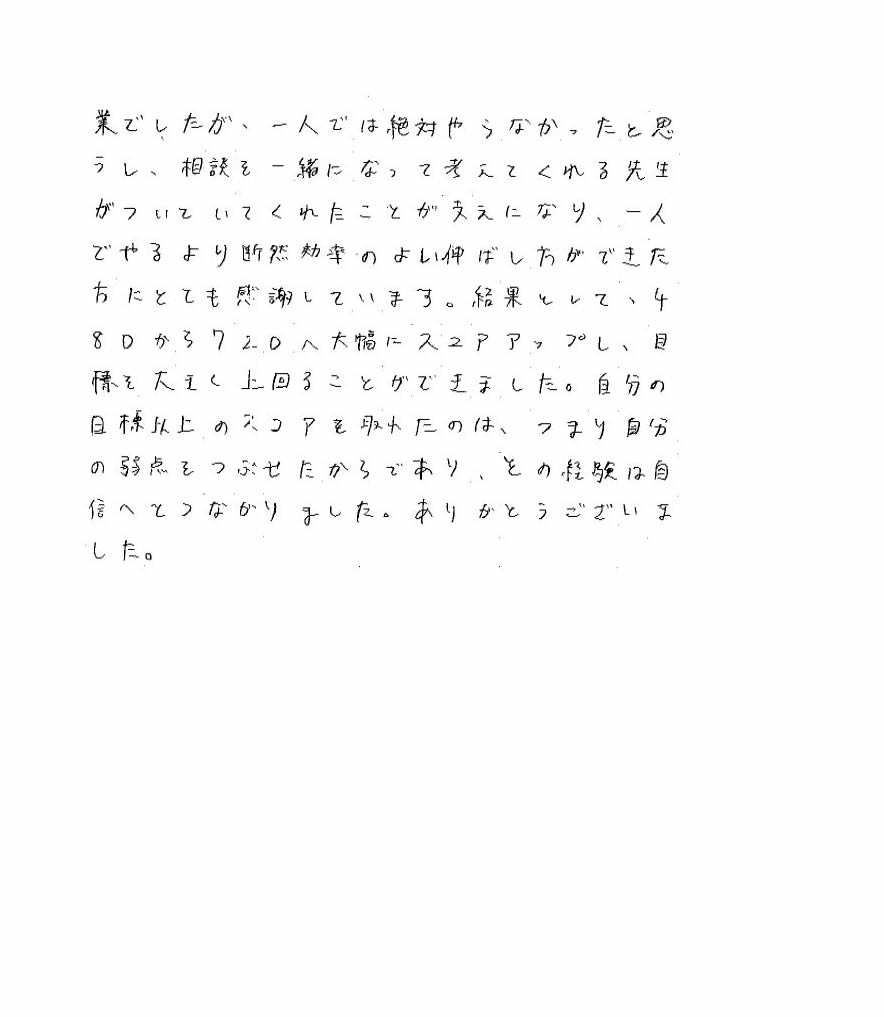 業でしたが、一人では絶対やらなかったと思
うし、相談を一緒になって考えてくれる先生
がついていてくれたことが支えになり、一人
でやるより断然効率のよい伸ばし方ができた
方にとても感謝しています。結果として、4
80から720へ大幅にスコアアップし、目
標を大きく上回ることができました。自分の
目標以上のスコアを取れたのは、つまり自分
の弱点をつぶせたからであり、その経験は自
信へとつながりました。ありがとうございま
した。